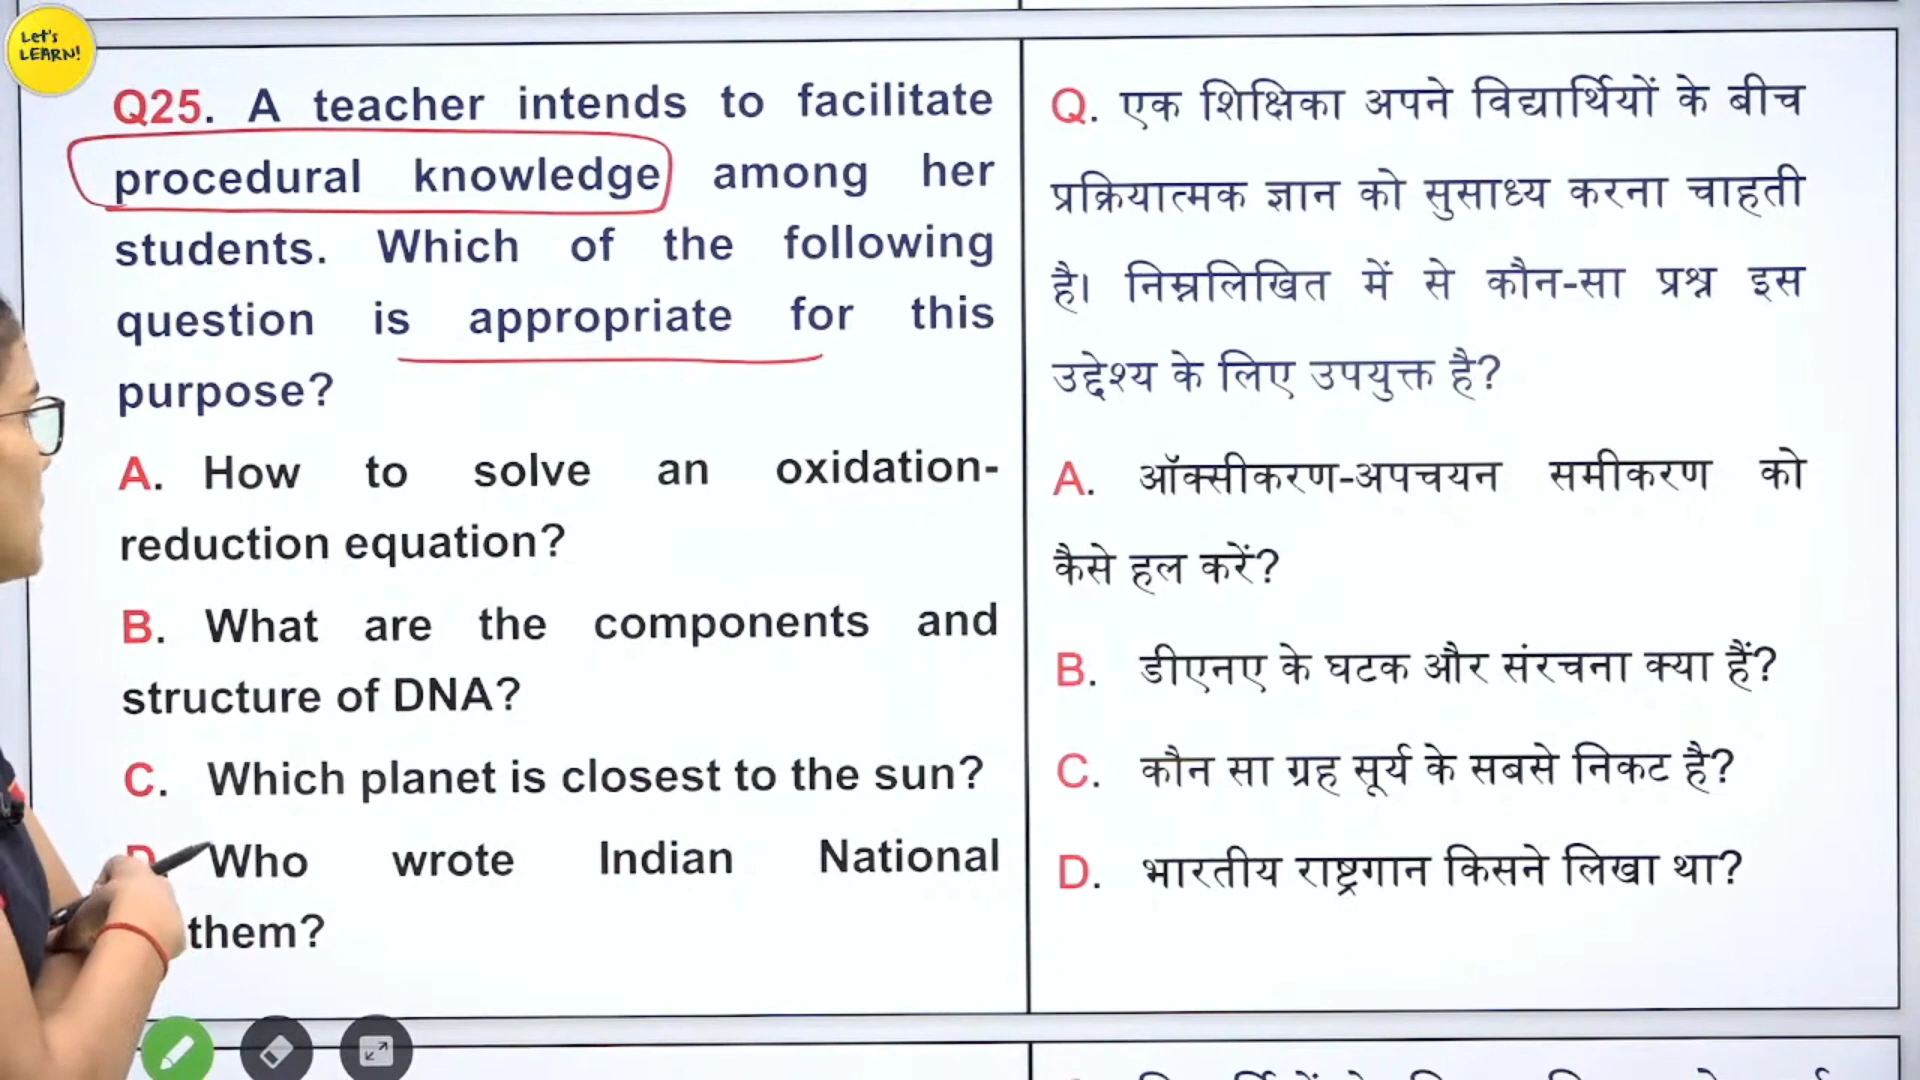 Let's
LEARN!
Q25. A teacher intends to facilitate
procedural knowledge among her
students. Which of the following
question is appropriate for this
purpose?
A. How to solve an oxidation-
reduction equation?
B. What are the components and
structure of DNA?
C. Which planet is closest to the sun?
D. Who wrote Indian National
them?
Q. एक शिक्षिका अपने विद्यार्थियों के बीच
प्रक्रियात्मक ज्ञान को सुसाध्य करना चाहती
है। निम्नलिखित में से कौन-सा प्रश्न इस
उद्देश्य के लिए उपयुक्त है?
A. ऑक्सीकरण-अपचयन समीकरण को
कैसे हल करें?
B. डीएनए के घटक और संरचना क्या हैं?
C. कौन सा ग्रह सूर्य के सबसे निकट है?
D. भारतीय राष्ट्रगान किसने लिखा था?